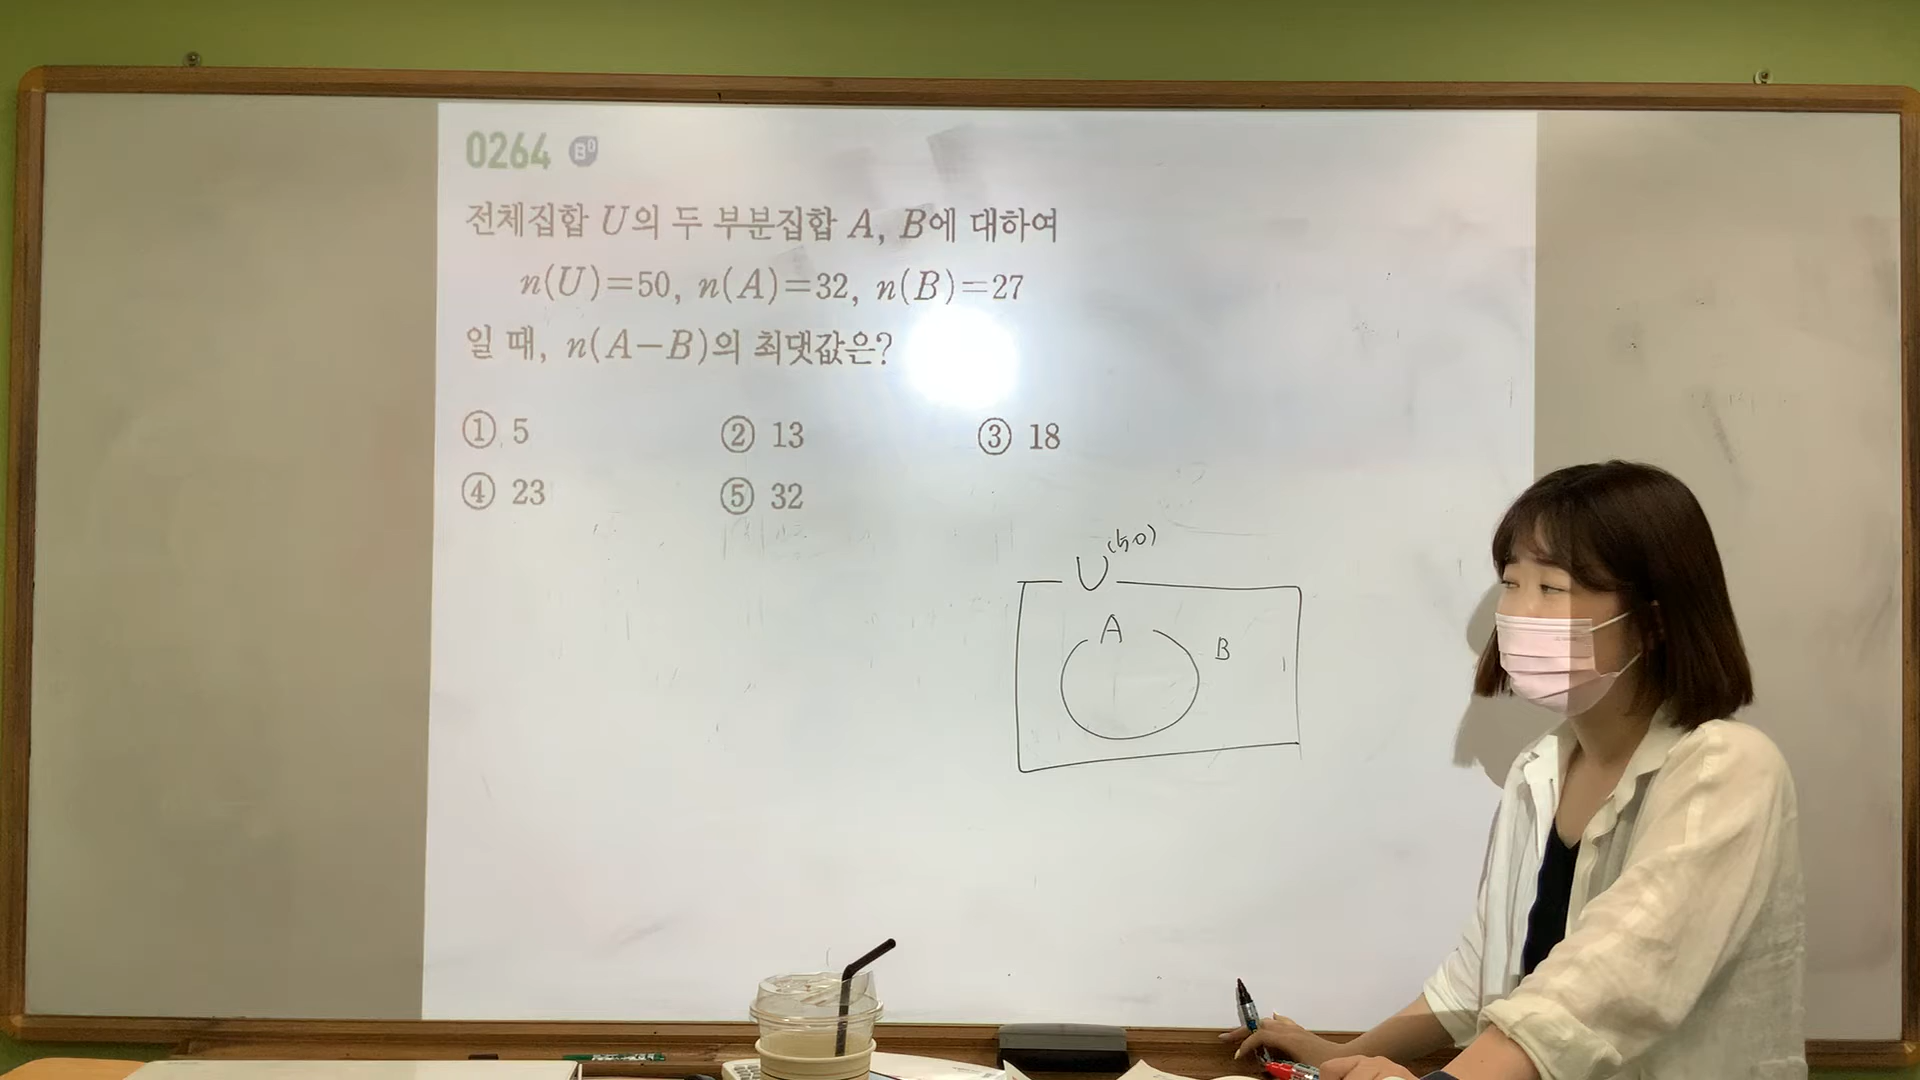 0264 B⁰
전체집합 U의 두 부분집합 A, B에 대하여
n(U)=50, n(A)=32, n(B)=27
일 때, n(A−B)의 최댓값은?
① 5 ② 13 ③ 18
④ 23 ⑤ 32
U(50)
A B